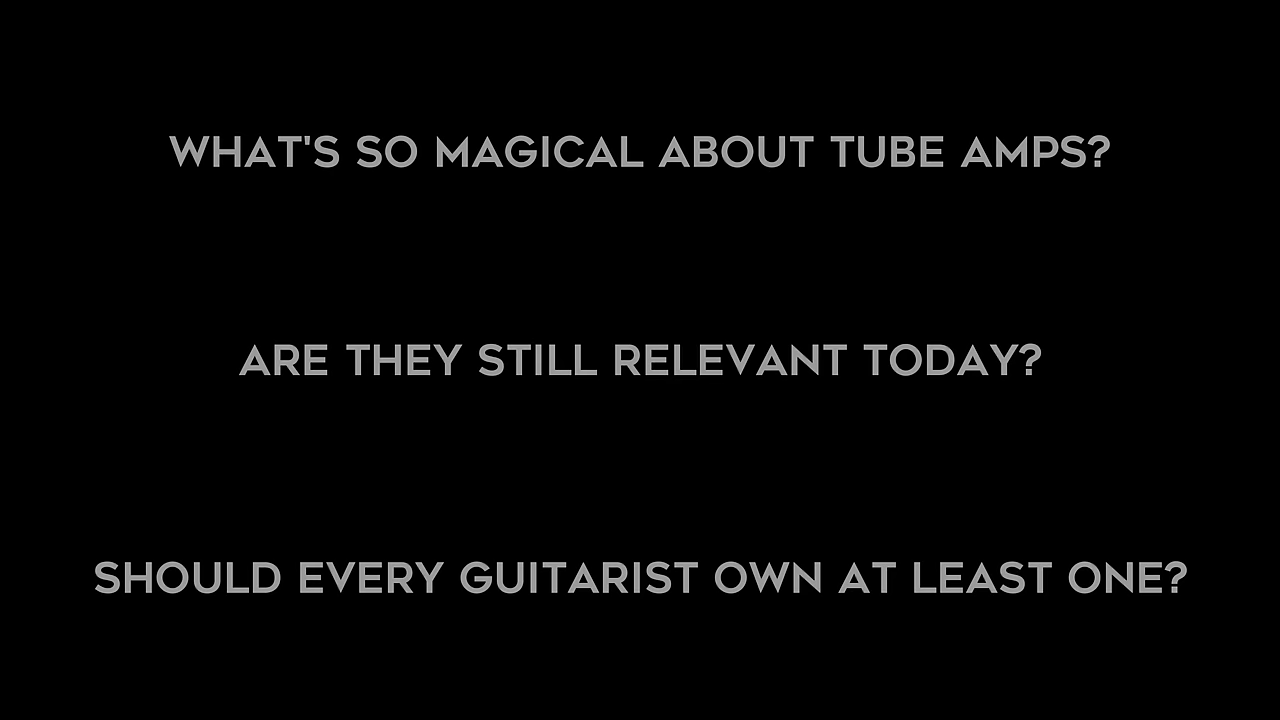 WHAT'S SO MAGICAL ABOUT TUBE AMPS?
ARE THEY STILL RELEVANT TODAY?
SHOULD EVERY GUITARIST OWN AT LEAST ONE?